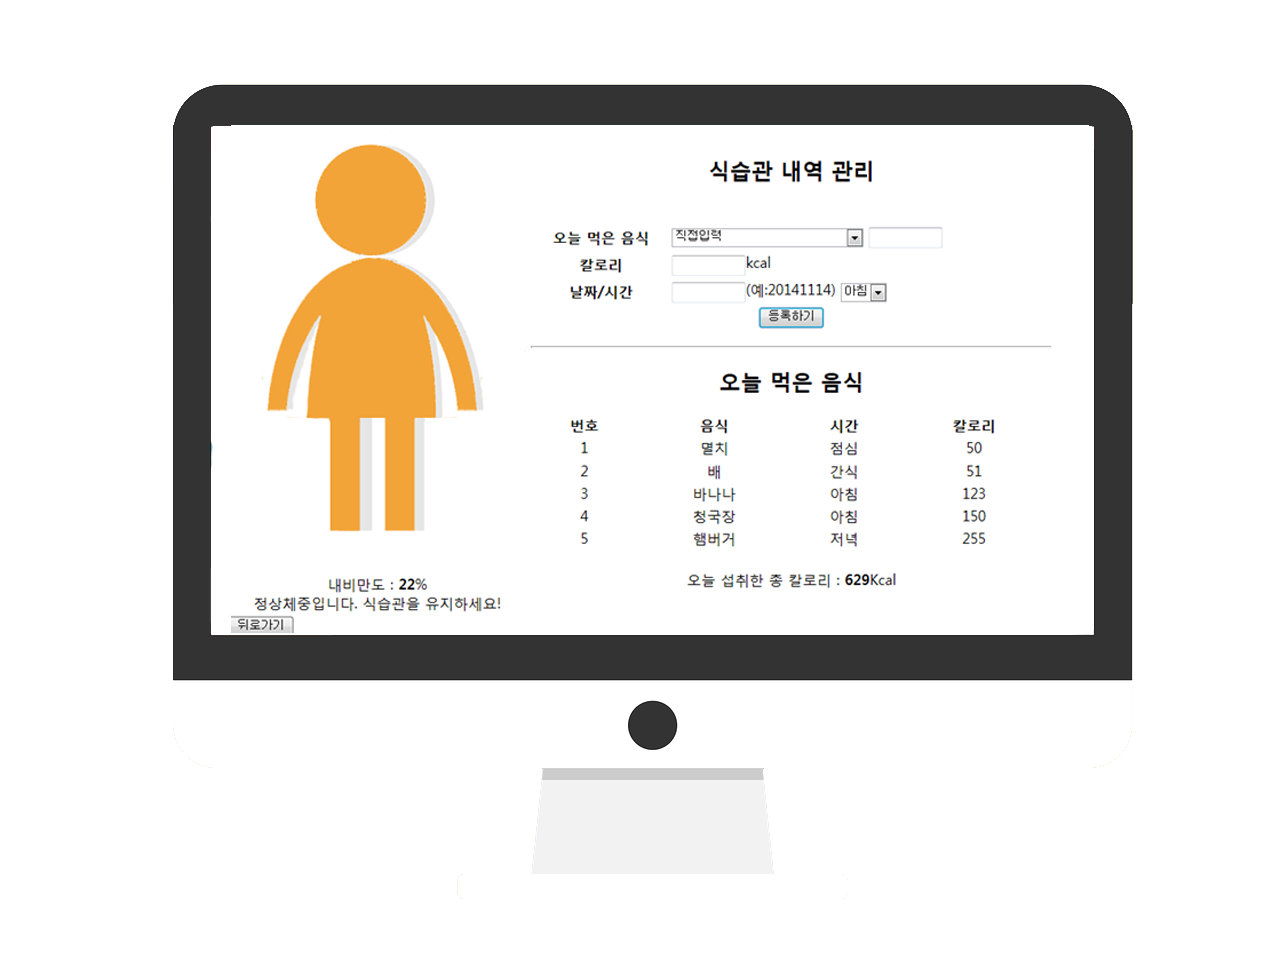 식습관 내역 관리
오늘 먹은 음식 직접입력
칼로리 kcal
날짜/시간 (예:20141114) 아침
등록하기
오늘 먹은 음식
번호 음식 시간 칼로리
1 멸치 점심 50
2 배 간식 51
3 바나나 아침 123
4 청국장 아침 150
5 햄버거 저녁 255
오늘 섭취한 총 칼로리 : 629Kcal
내비만도 : 22%
정상체중입니다. 식습관을 유지하세요!
뒤로가기